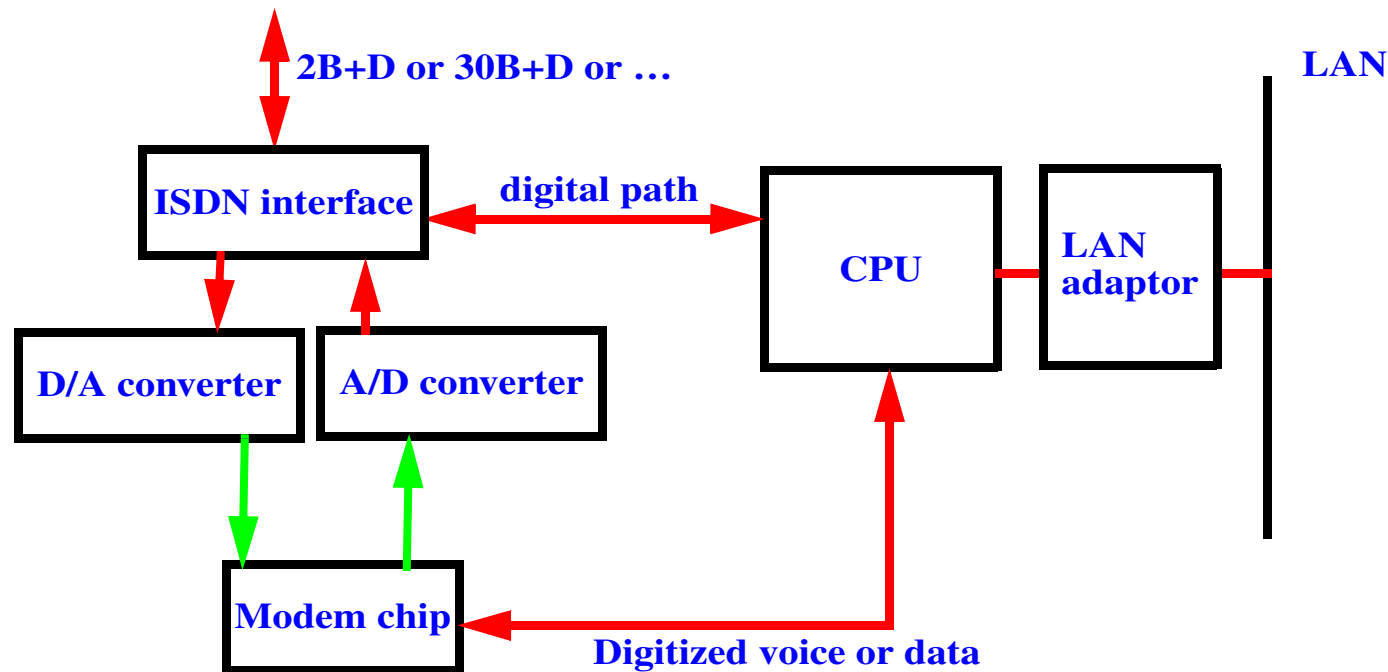 2B+D or 30B+D or …
LAN
ISDN interface
digital path
CPU
LAN
adaptor
D/A converter
A/D converter
Modem chip
Digitized voice or data